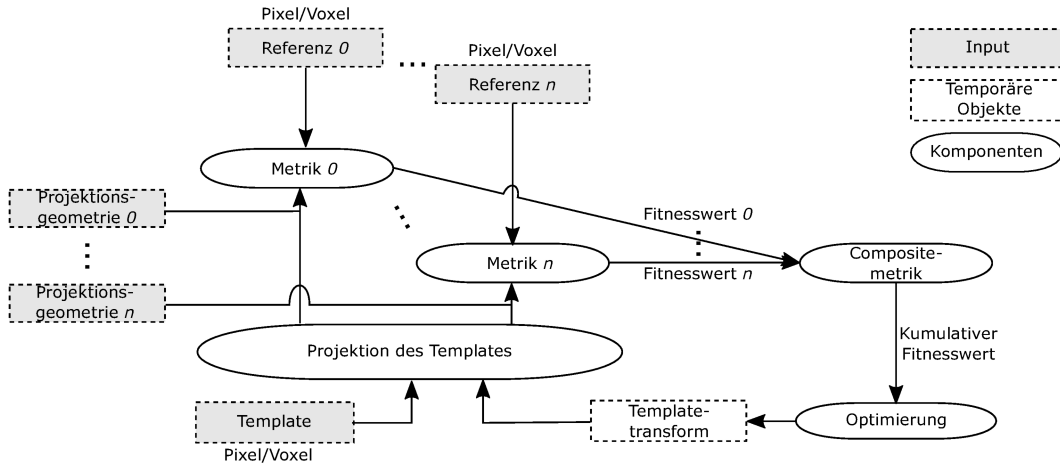 Pixel/Voxel
Referenz 0
Pixel/Voxel
Referenz n
Input
Temporäre
Objekte
Komponenten
Metrik 0
Projektions-
geometrie 0
Fitnesswert 0
Metrik n
Fitnesswert n
Composite-
metrik
Projektions-
geometrie n
Kumulativer
Fitnesswert
Projektion des Templates
Template
Pixel/Voxel
Template-
transform
Optimierung